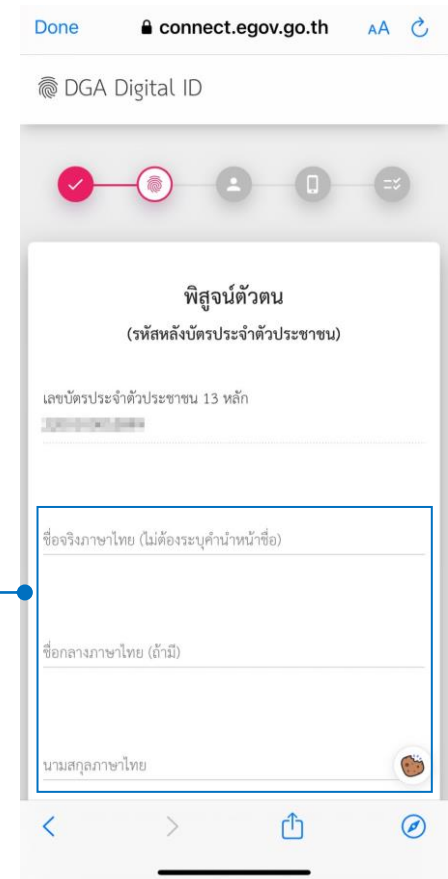 Done connect.egov.go.th AA
DGA Digital ID
พิสูจน์ตัวตน
(รหัสหลังบัตรประจำตัวประชาชน)
เลขบัตรประจำตัวประชาชน 13 หลัก
ชื่อจริงภาษาไทย (ไม่ต้องระบุคำนำหน้าชื่อ)
ชื่อกลางภาษาไทย (ถ้ามี)
นามสกุลภาษาไทย